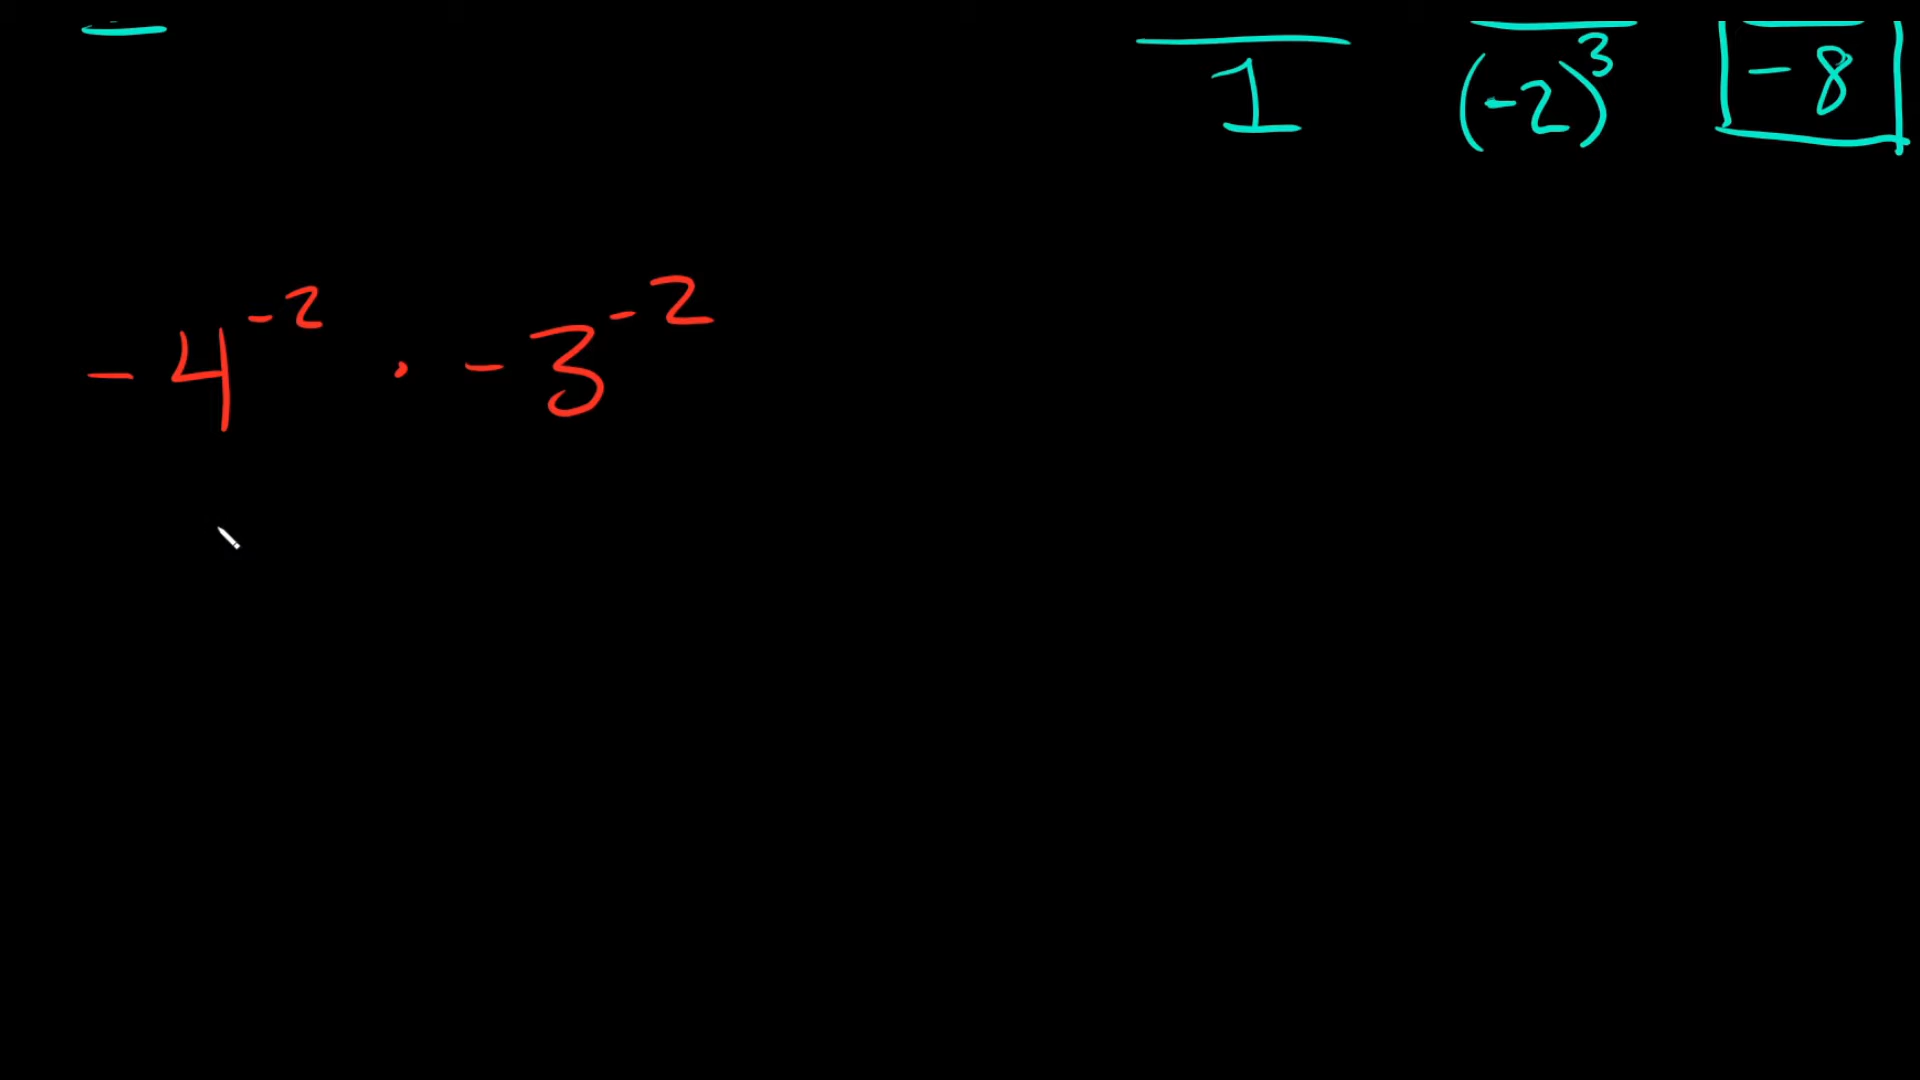 1 (-2)³ -8
-4⁻² · -3⁻²